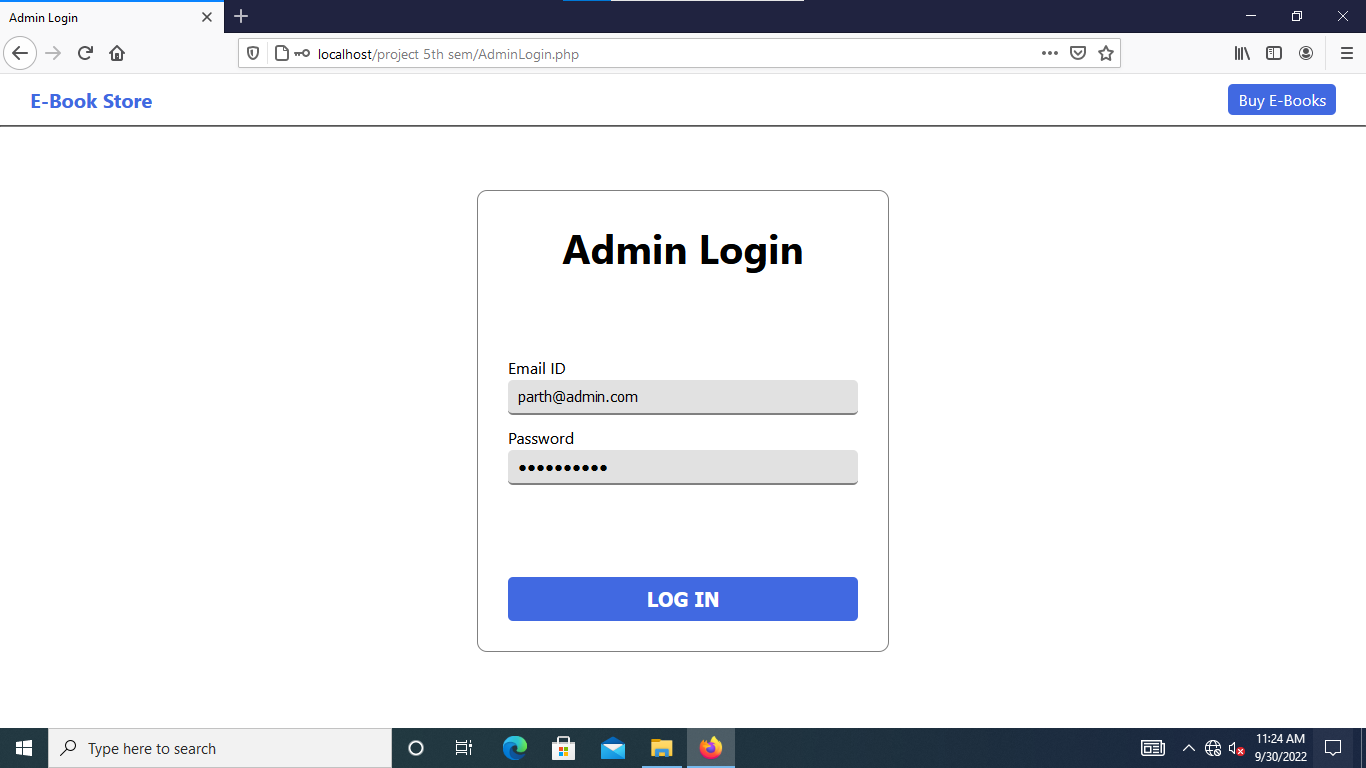 Admin Login
localhost/project 5th sem/AdminLogin.php
E-Book Store
Buy E-Books
Admin Login
Email ID
parth@admin.com
Password
••••••••••
LOG IN
Type here to search
11:24 AM
9/30/2022